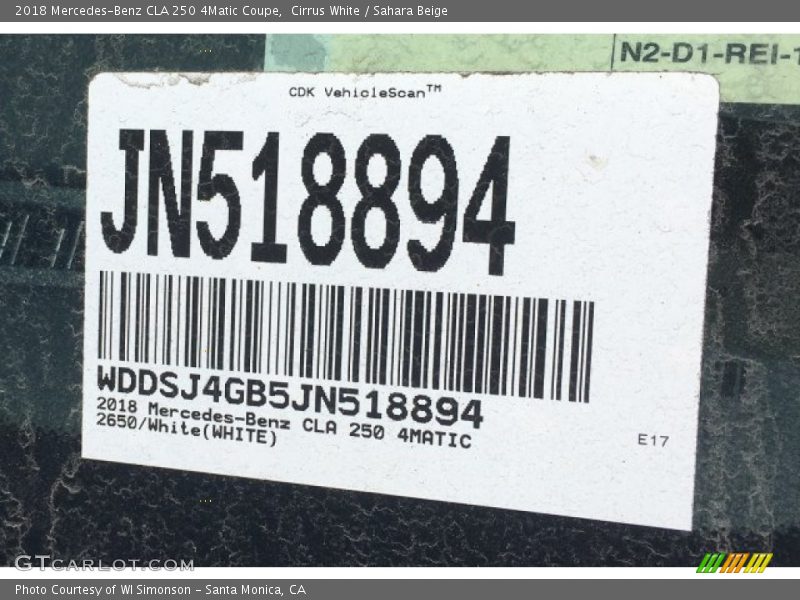 2018 Mercedes-Benz CLA 250 4Matic Coupe, Cirrus White / Sahara Beige
N2-D1-REI-1
CDK VehicleScan™
JN518894
WDDSJ4GB5JN518894
2018 Mercedes-Benz CLA 250 4MATIC
2650/White(WHITE)
E17
GTCARLOT.COM
Photo Courtesy of WI Simonson - Santa Monica, CA